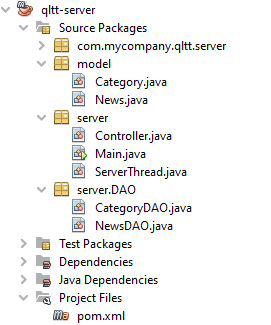 qltt-server
Source Packages
com.mycompany.qltt.server
model
Category.java
News.java
server
Controller.java
Main.java
ServerThread.java
server.DAO
CategoryDAO.java
NewsDAO.java
Test Packages
Dependencies
Java Dependencies
Project Files
pom.xml